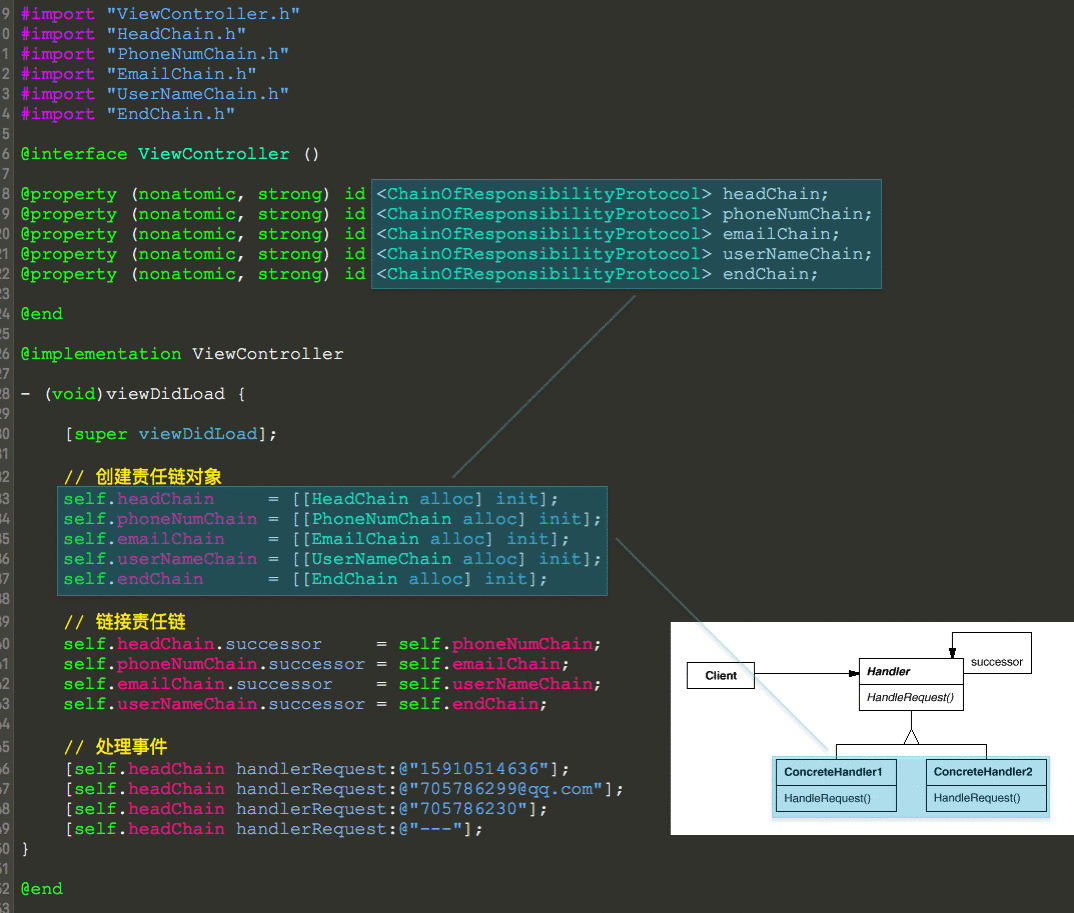 9 #import "ViewController.h"
0 #import "HeadChain.h"
1 #import "PhoneNumChain.h"
2 #import "EmailChain.h"
3 #import "UserNameChain.h"
4 #import "EndChain.h"
5
6 @interface ViewController ()
7
8 @property (nonatomic, strong) id <ChainOfResponsibilityProtocol> headChain;
9 @property (nonatomic, strong) id <ChainOfResponsibilityProtocol> phoneNumChain;
20 @property (nonatomic, strong) id <ChainOfResponsibilityProtocol> emailChain;
21 @property (nonatomic, strong) id <ChainOfResponsibilityProtocol> userNameChain;
22 @property (nonatomic, strong) id <ChainOfResponsibilityProtocol> endChain;
23
24 @end
25
26 @implementation ViewController
27
28 - (void)viewDidLoad {
29
30 [super viewDidLoad];
31
32 // 创建责任链对象
33 self.headChain = [[HeadChain alloc] init];
34 self.phoneNumChain = [[PhoneNumChain alloc] init];
35 self.emailChain = [[EmailChain alloc] init];
36 self.userNameChain = [[UserNameChain alloc] init];
37 self.endChain = [[EndChain alloc] init];
38
39 // 链接责任链
40 self.headChain.successor = self.phoneNumChain;
41 self.phoneNumChain.successor = self.emailChain;
42 self.emailChain.successor = self.userNameChain;
43 self.userNameChain.successor = self.endChain;
44
45 // 处理事件
46 [self.headChain handlerRequest:@"15910514636"];
47 [self.headChain handlerRequest:@"705786299@qq.com"];
48 [self.headChain handlerRequest:@"705786230"];
49 [self.headChain handlerRequest:@"---"];
50 }
51
52 @end
53
successor
Client
Handler
HandleRequest()
ConcreteHandler1
HandleRequest()
ConcreteHandler2
HandleRequest()